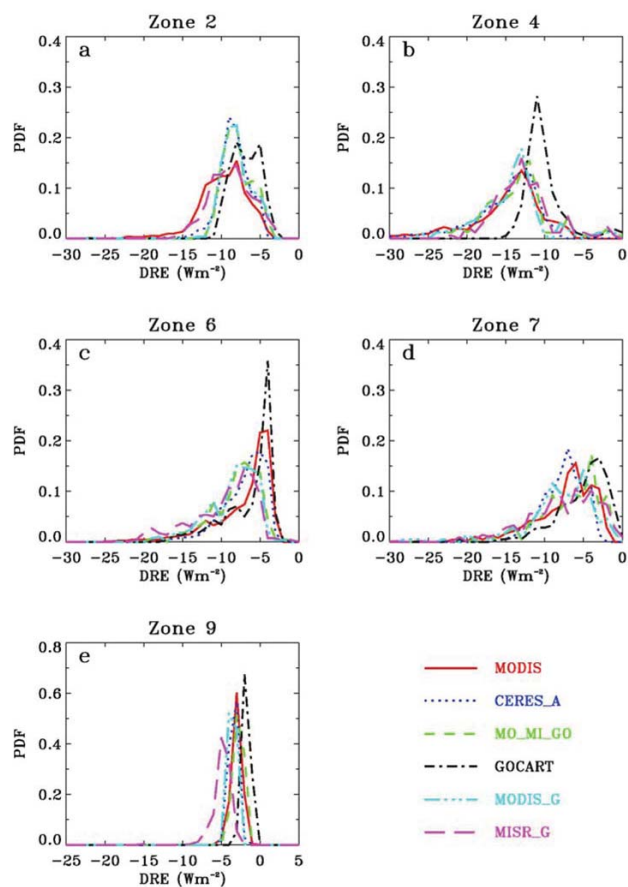 Zone 2
Zone 4
0.4
0.3
0.2
0.1
0.0
PDF
a
-30 -25 -20 -15 -10 -5 0
DRE (Wm⁻²)
0.4
0.3
0.2
0.1
0.0
PDF
b
-30 -25 -20 -15 -10 -5 0
DRE (Wm⁻²)
Zone 6
Zone 7
0.4
0.3
0.2
0.1
0.0
PDF
c
-30 -25 -20 -15 -10 -5 0
DRE (Wm⁻²)
0.4
0.3
0.2
0.1
0.0
PDF
d
-30 -25 -20 -15 -10 -5 0
DRE (Wm⁻²)
Zone 9
0.8
0.6
0.4
0.2
0.0
PDF
e
-25 -20 -15 -10 -5 0 5
DRE (Wm⁻²)
MODIS
CERES_A
MO_MI_GO
GOCART
MODIS_G
MISR_G